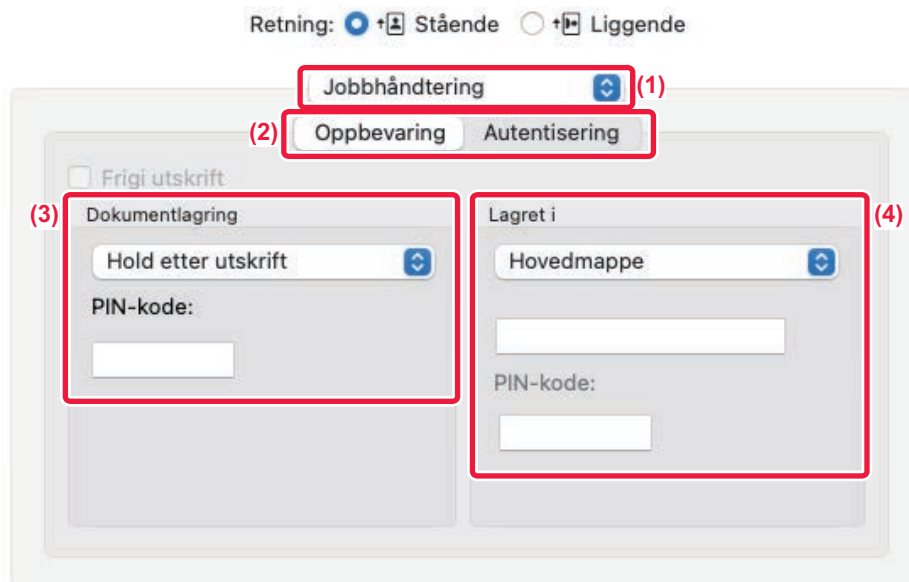 Retning: Stående Liggende
Jobbhåndtering (1)
(2) Oppbevaring Autentisering
Frigi utskrift
(3) Dokumentlagring
Hold etter utskrift
PIN-kode:
Lagret i (4)
Hovedmappe
PIN-kode: